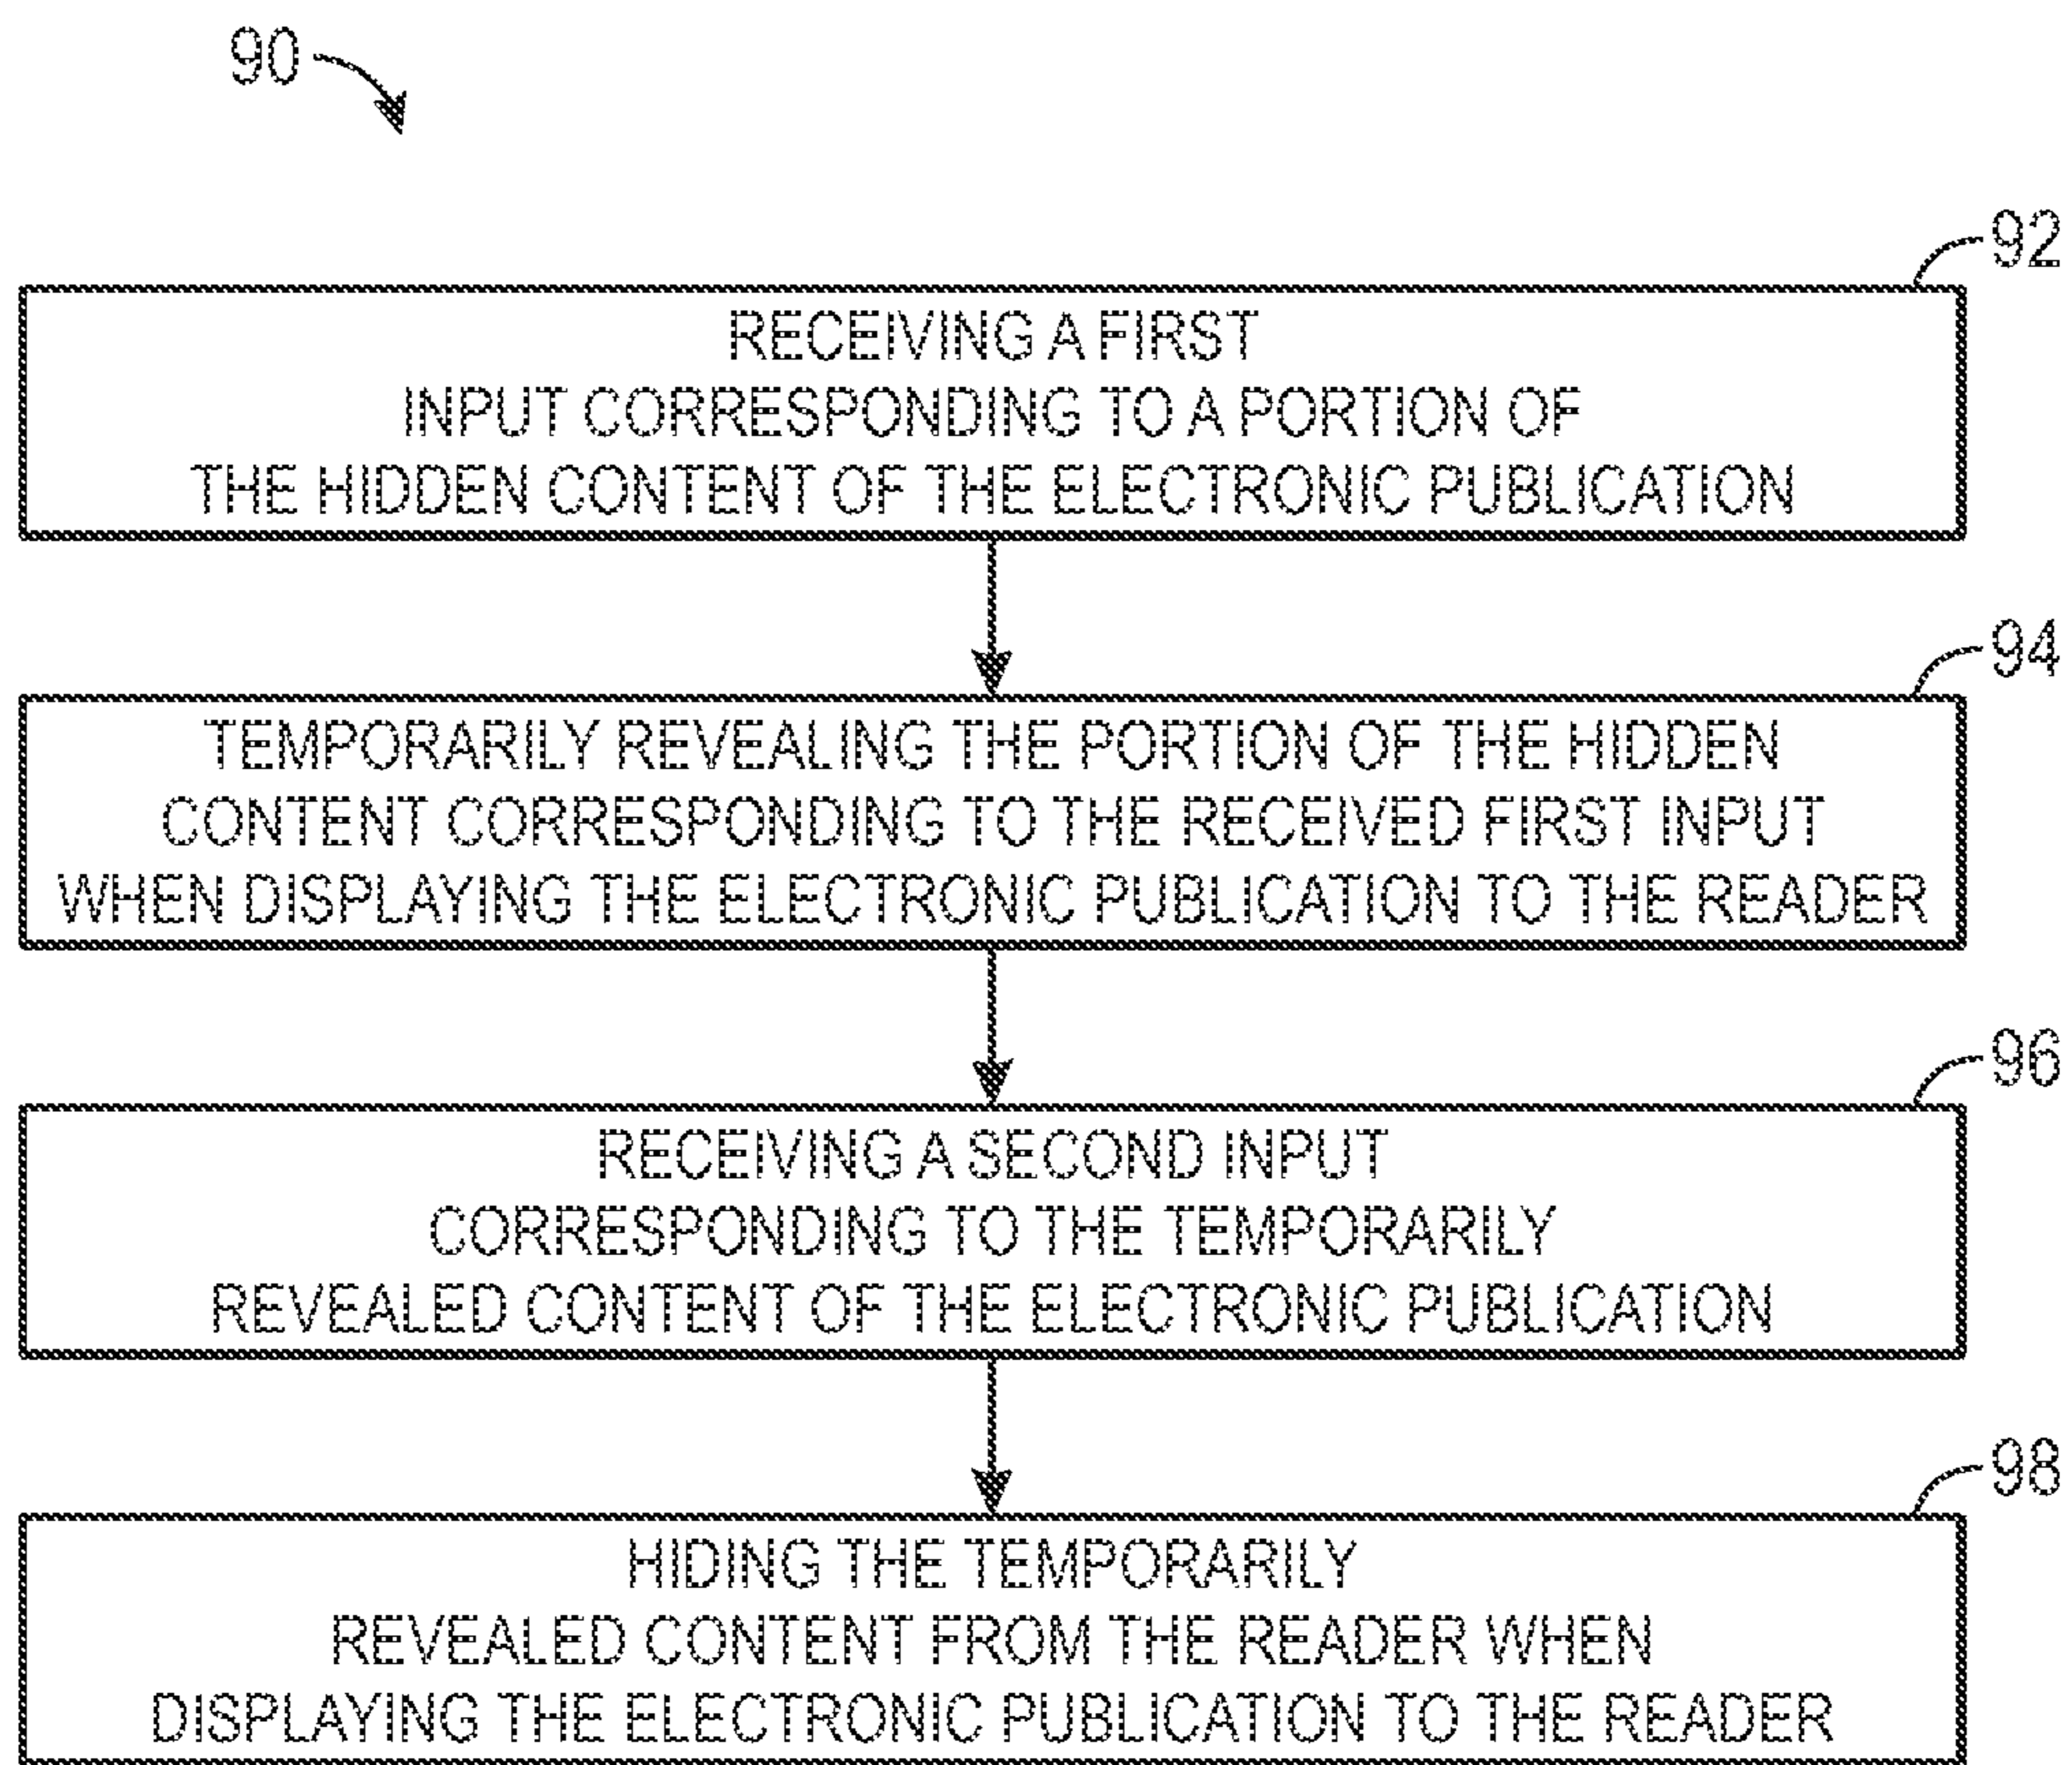 90
92
RECEIVING A FIRST
INPUT CORRESPONDING TO A PORTION OF
THE HIDDEN CONTENT OF THE ELECTRONIC PUBLICATION
94
TEMPORARILY REVEALING THE PORTION OF THE HIDDEN
CONTENT CORRESPONDING TO THE RECEIVED FIRST INPUT
WHEN DISPLAYING THE ELECTRONIC PUBLICATION TO THE READER
96
RECEIVING A SECOND INPUT
CORRESPONDING TO THE TEMPORARILY
REVEALED CONTENT OF THE ELECTRONIC PUBLICATION
98
HIDING THE TEMPORARILY
REVEALED CONTENT FROM THE READER WHEN
DISPLAYING THE ELECTRONIC PUBLICATION TO THE READER